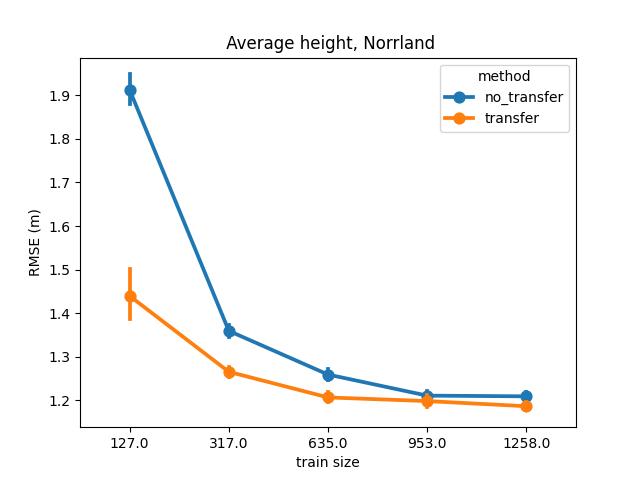 Average height, Norrland
method
no_transfer
transfer
RMSE (m)
1.9
1.8
1.7
1.6
1.5
1.4
1.3
1.2
127.0 317.0 635.0 953.0 1258.0
train size